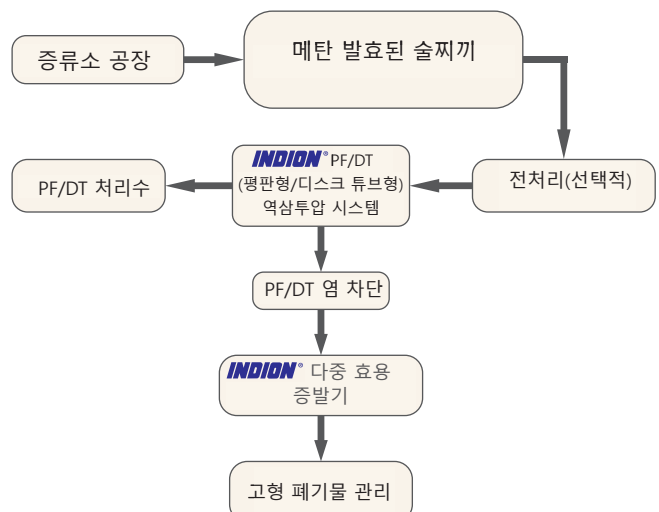 증류소 공장
메탄 발효된 술찌끼
전처리(선택적)
INDION® PF/DT
(평판형/디스크 튜브형)
역삼투압 시스템
PF/DT 처리수
PF/DT 염 차단
INDION® 다중 효용
증발기
고형 폐기물 관리